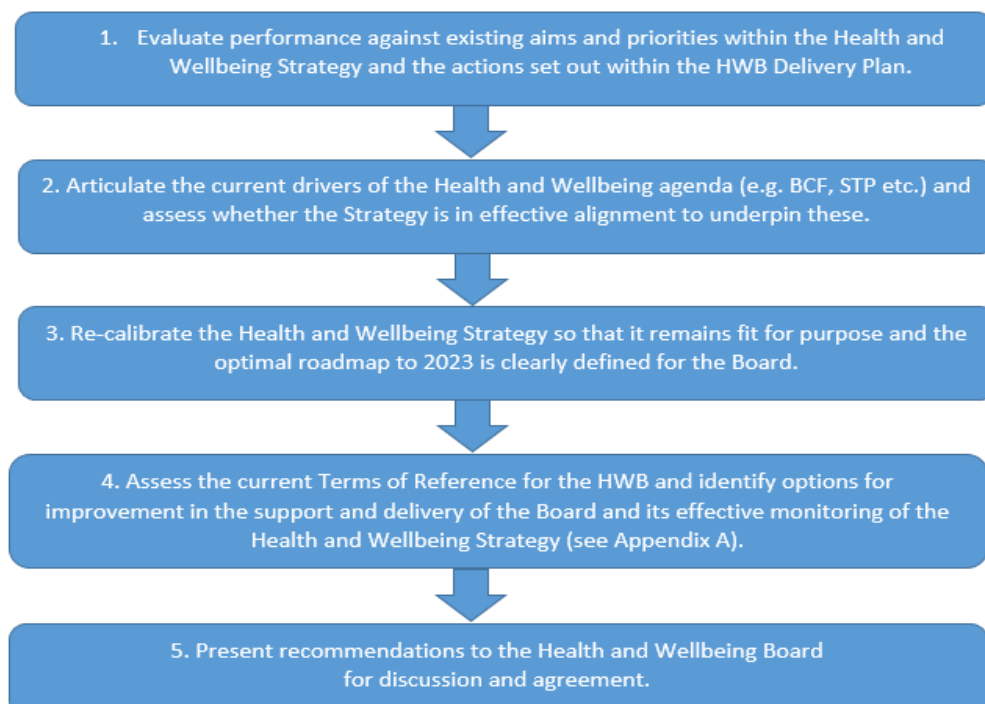 1. Evaluate performance against existing aims and priorities within the Health and
Wellbeing Strategy and the actions set out within the HWB Delivery Plan.
2. Articulate the current drivers of the Health and Wellbeing agenda (e.g. BCF, STP etc.) and
assess whether the Strategy is in effective alignment to underpin these.
3. Re-calibrate the Health and Wellbeing Strategy so that it remains fit for purpose and the
optimal roadmap to 2023 is clearly defined for the Board.
4. Assess the current Terms of Reference for the HWB and identify options for
improvement in the support and delivery of the Board and its effective monitoring of the
Health and Wellbeing Strategy (see Appendix A).
5. Present recommendations to the Health and Wellbeing Board
for discussion and agreement.